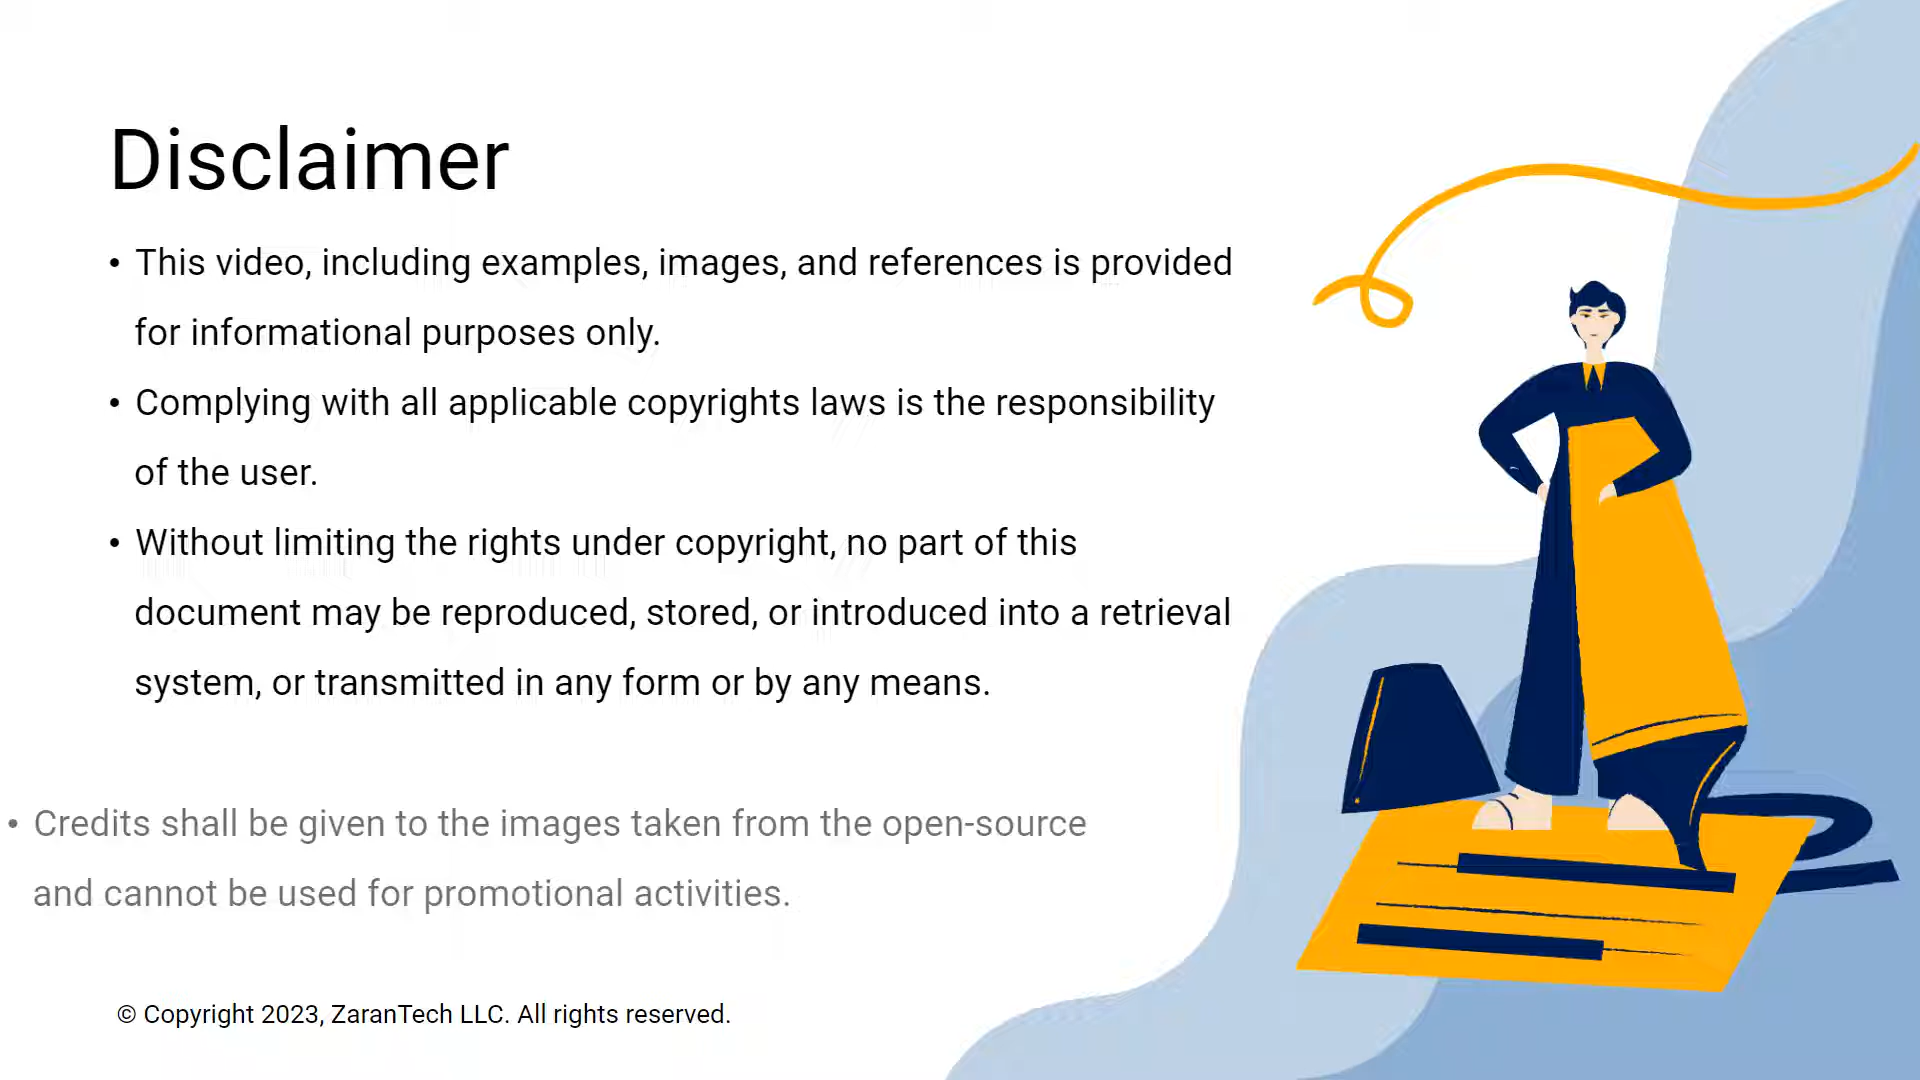 Disclaimer
• This video, including examples, images, and references is provided
for informational purposes only.
• Complying with all applicable copyrights laws is the responsibility
of the user.
• Without limiting the rights under copyright, no part of this
document may be reproduced, stored, or introduced into a retrieval
system, or transmitted in any form or by any means.
• Credits shall be given to the images taken from the open-source
and cannot be used for promotional activities.
© Copyright 2023, ZaranTech LLC. All rights reserved.